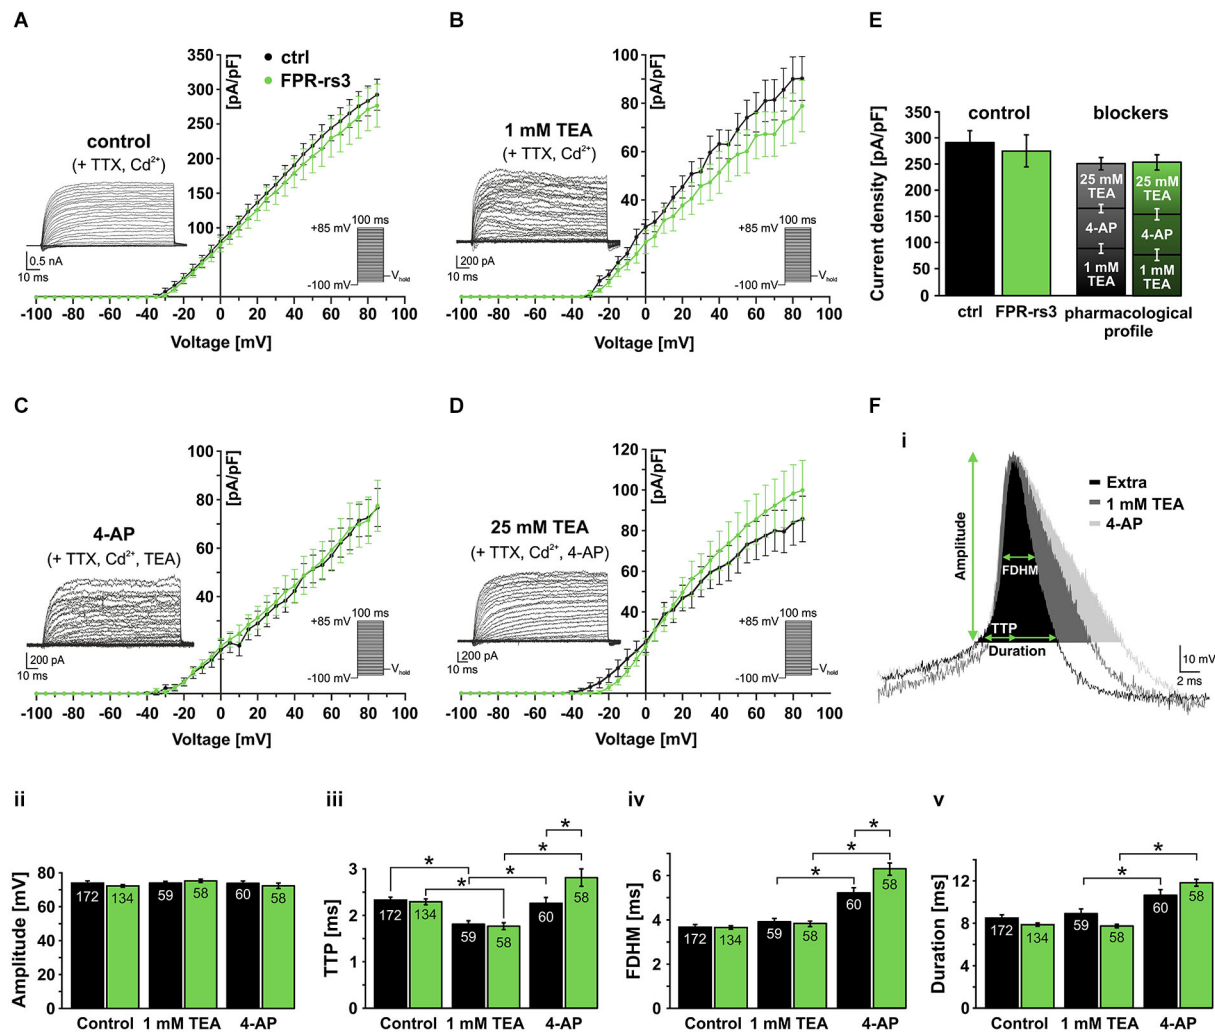 A
350
300
250
200
150
100
50
[pA/pF]
ctrl
FPR-rs3
control
(+ TTX, Cd²⁺)
0.5 nA
10 ms
100 ms
+85 mV
-100 mV
Vhold
-100 -80 -60 -40 -20 0 20 40 60 80 100
Voltage [mV]
B
100
80
60
40
20
[pA/pF]
1 mM TEA
(+ TTX, Cd²⁺)
200 pA
10 ms
100 ms
+85 mV
-100 mV
Vhold
-100 -80 -60 -40 -20 0 20 40 60 80 100
Voltage [mV]
E
control blockers
Current density [pA/pF]
350
300
250
200
150
100
50
0
25 mM TEA
4-AP
1 mM TEA
25 mM TEA
4-AP
1 mM TEA
ctrl FPR-rs3 pharmacological
profile
C
100
80
60
40
20
[pA/pF]
4-AP
(+ TTX, Cd²⁺, TEA)
200 pA
10 ms
100 ms
+85 mV
-100 mV
Vhold
-100 -80 -60 -40 -20 0 20 40 60 80 100
Voltage [mV]
D
120
100
80
60
40
20
[pA/pF]
25 mM TEA
(+ TTX, Cd²⁺, 4-AP)
200 pA
10 ms
100 ms
+85 mV
-100 mV
Vhold
-100 -80 -60 -40 -20 0 20 40 60 80 100
Voltage [mV]
F
i
Extra
1 mM TEA
4-AP
Amplitude
FDHM
TTP
Duration
10 mV
2 ms
ii
Amplitude [mV]
80
60
40
20
0
172 134 59 58 60 58
Control 1 mM TEA 4-AP
iii
TTP [ms]
3
2
1
0
172 134 59 58 60 58
* * * * *
Control 1 mM TEA 4-AP
iv
FDHM [ms]
6
4
2
0
172 134 59 58 60 58
* * *
Control 1 mM TEA 4-AP
v
Duration [ms]
12
8
4
0
172 134 59 58 60 58
* *
Control 1 mM TEA 4-AP